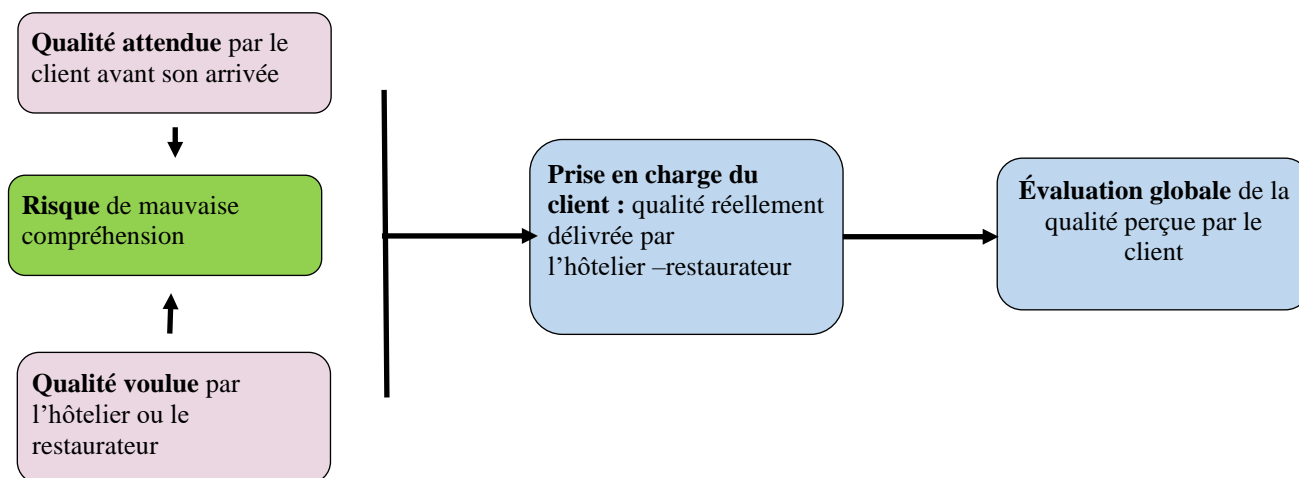 Qualité attendue par le
client avant son arrivée
Risque de mauvaise
compréhension
Qualité voulue par
l’hôtelier ou le
restaurateur
Prise en charge du
client : qualité réellement
délivrée par
l’hôtelier –restaurateur
Évaluation globale de la
qualité perçue par le
client